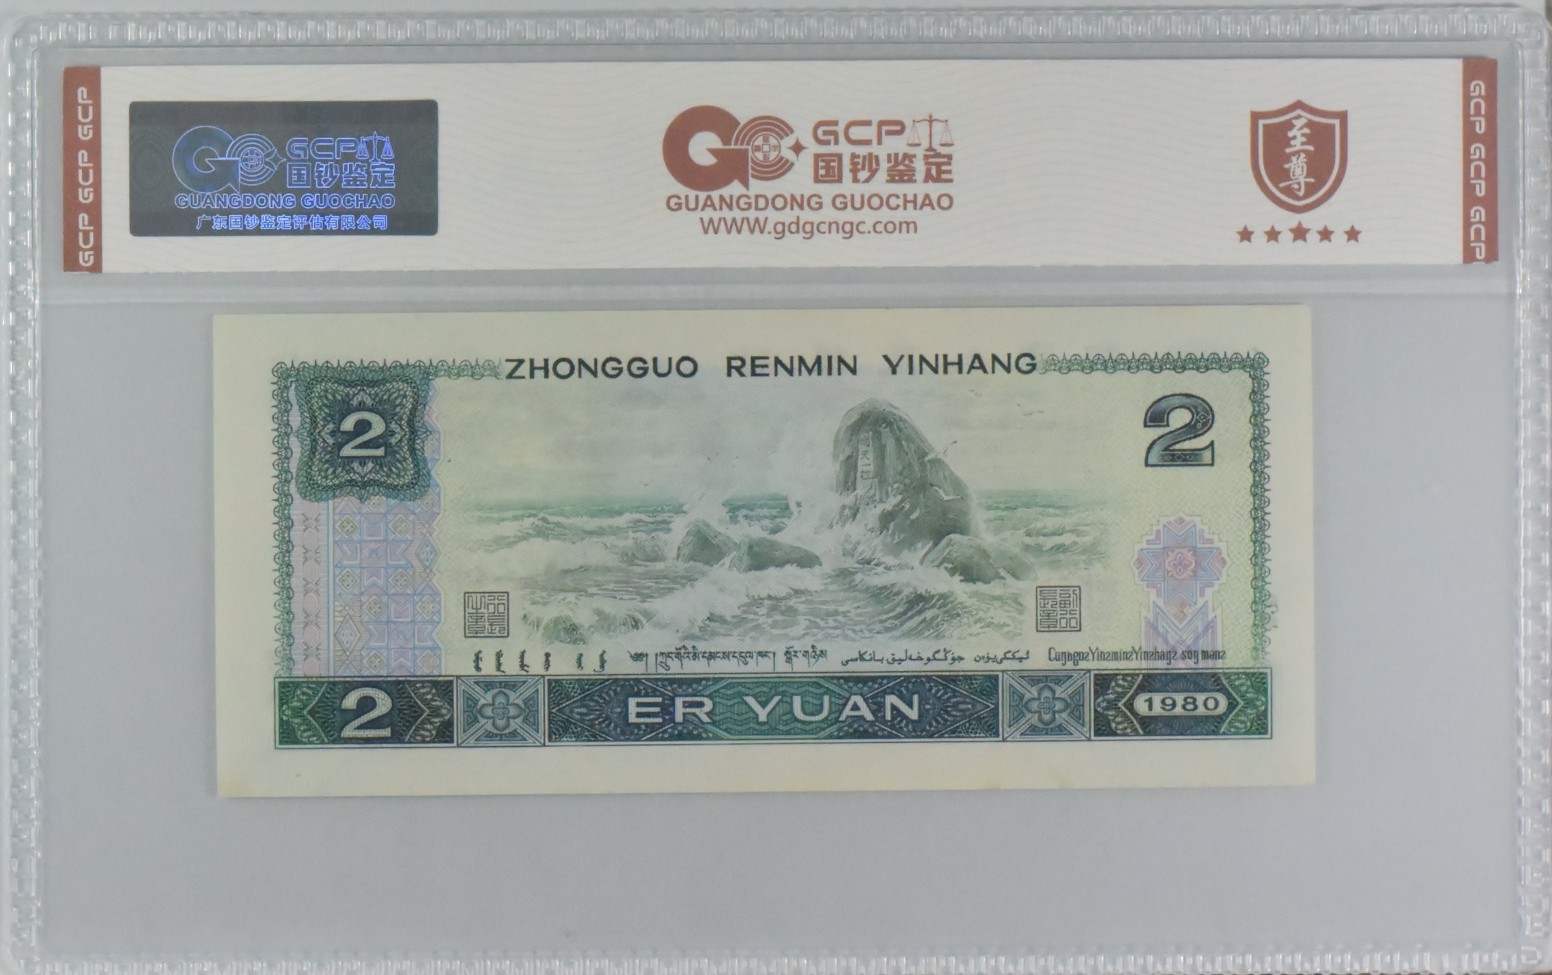 GCP GCP GCP
GCP
国钞鉴定
GUANGDONG GUOCHAO
广东国钞鉴定评估有限公司
GCP
国钞鉴定
GUANGDONG GUOCHAO
WWW.gdgcngc.com
至尊
GCP GCP GCP
ZHONGGUO RENMIN YINHANG
2
2
2
ER YUAN
1980